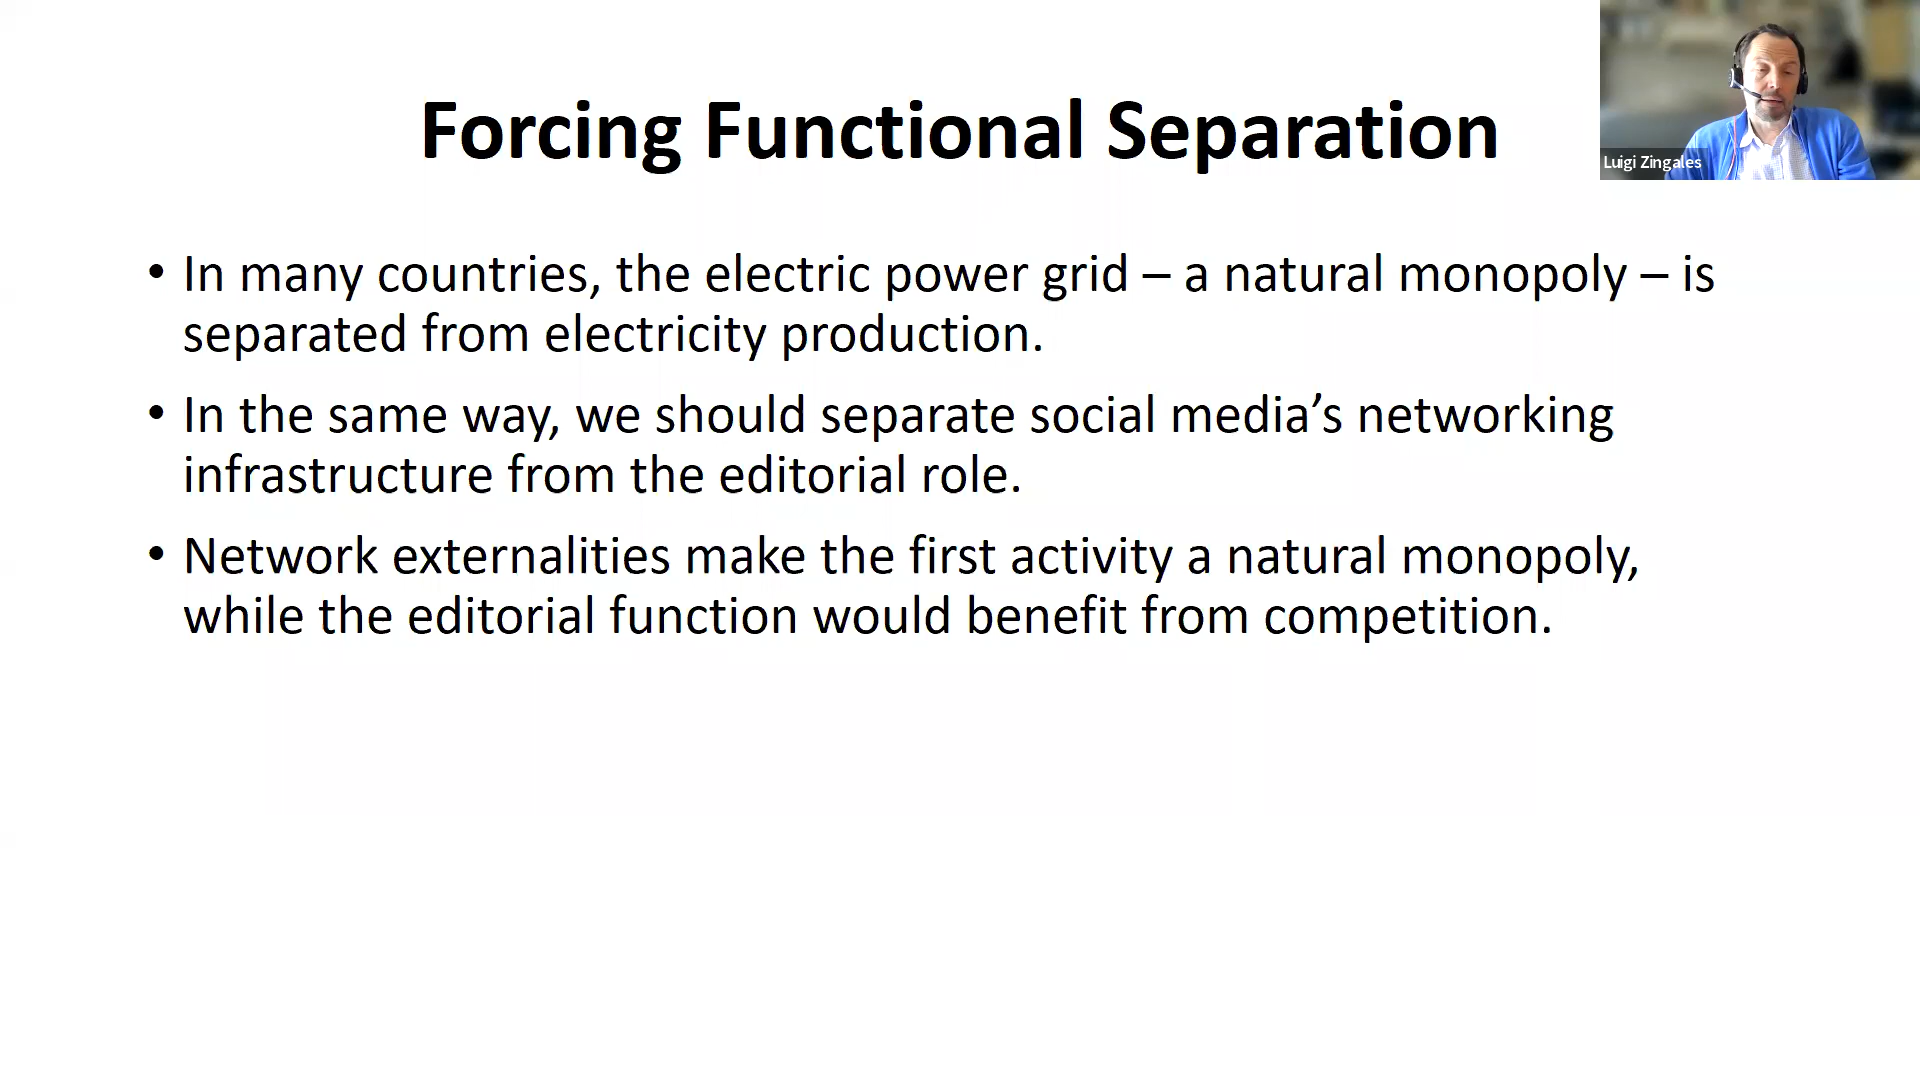 Forcing Functional Separation
Luigi Zingales
• In many countries, the electric power grid – a natural monopoly – is
separated from electricity production.
• In the same way, we should separate social media’s networking
infrastructure from the editorial role.
• Network externalities make the first activity a natural monopoly,
while the editorial function would benefit from competition.